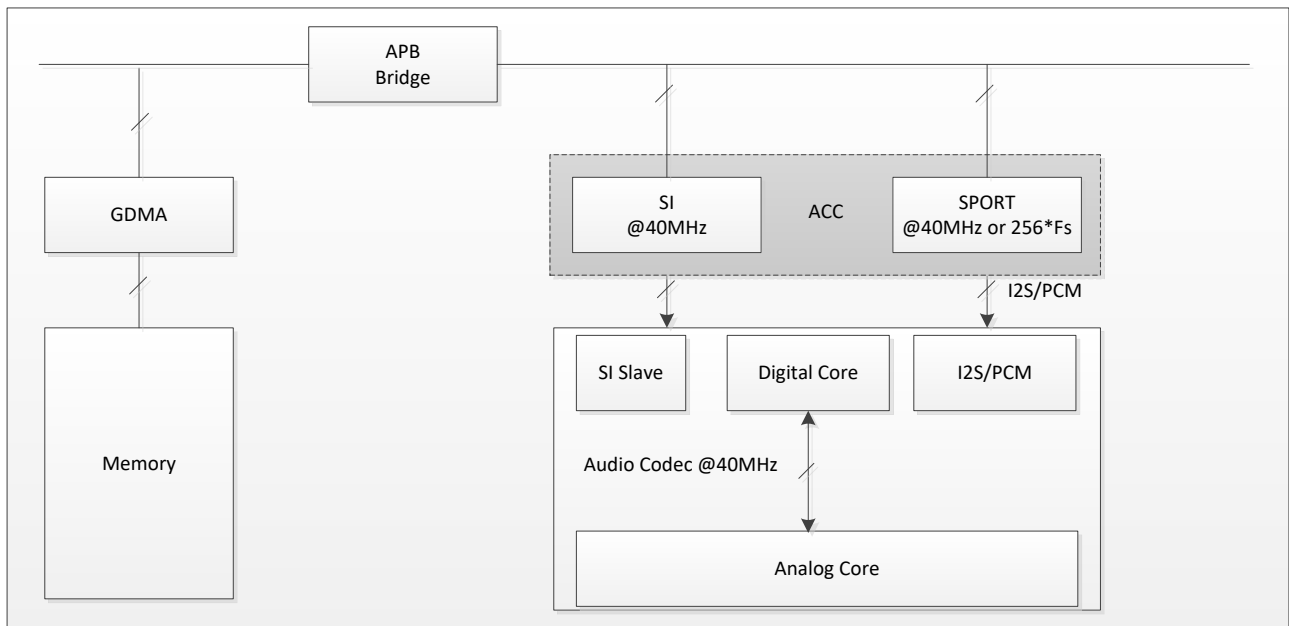 APB
Bridge
GDMA
SI
@40MHz
ACC
SPORT
@40MHz or 256*Fs
I2S/PCM
Memory
SI Slave
Digital Core
I2S/PCM
Audio Codec @40MHz
Analog Core